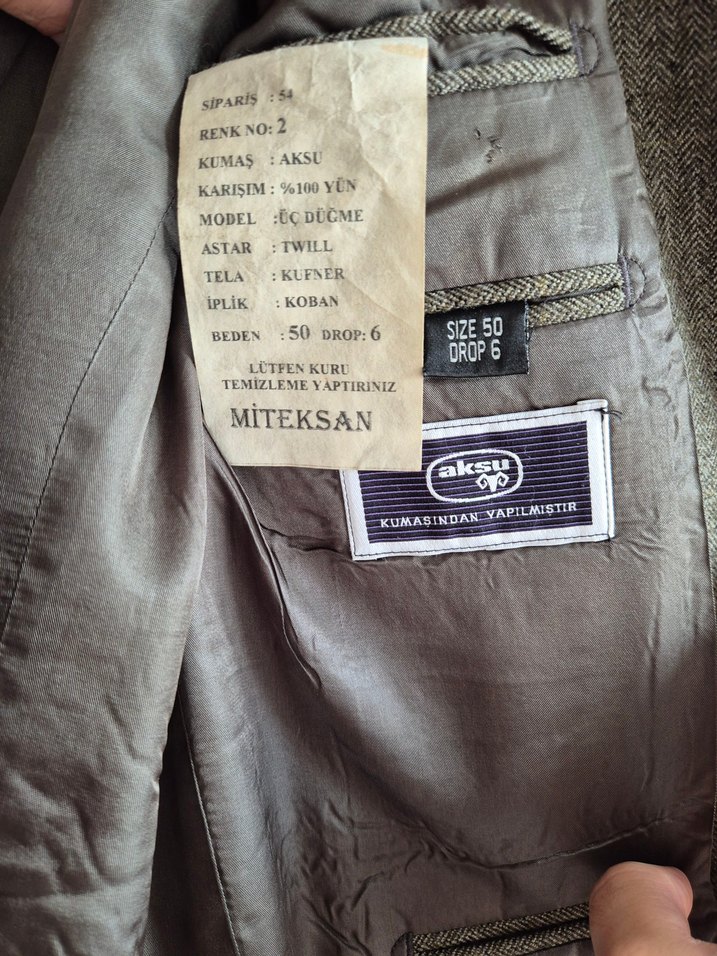 SİPARİŞ : 54
RENK NO: 2
KUMAŞ : AKSU
KARIŞIM : %100 YÜN
MODEL :ÜÇ DÜĞME
ASTAR : TWILL
TELA : KUFNER
İPLİK : KOBAN
BEDEN : 50 DROP: 6
LÜTFEN KURU
TEMİZLEME YAPTIRINIZ
MİTEKSAN
SIZE 50
DROP 6
aksu
KUMAŞINDAN YAPILMIŞTIR